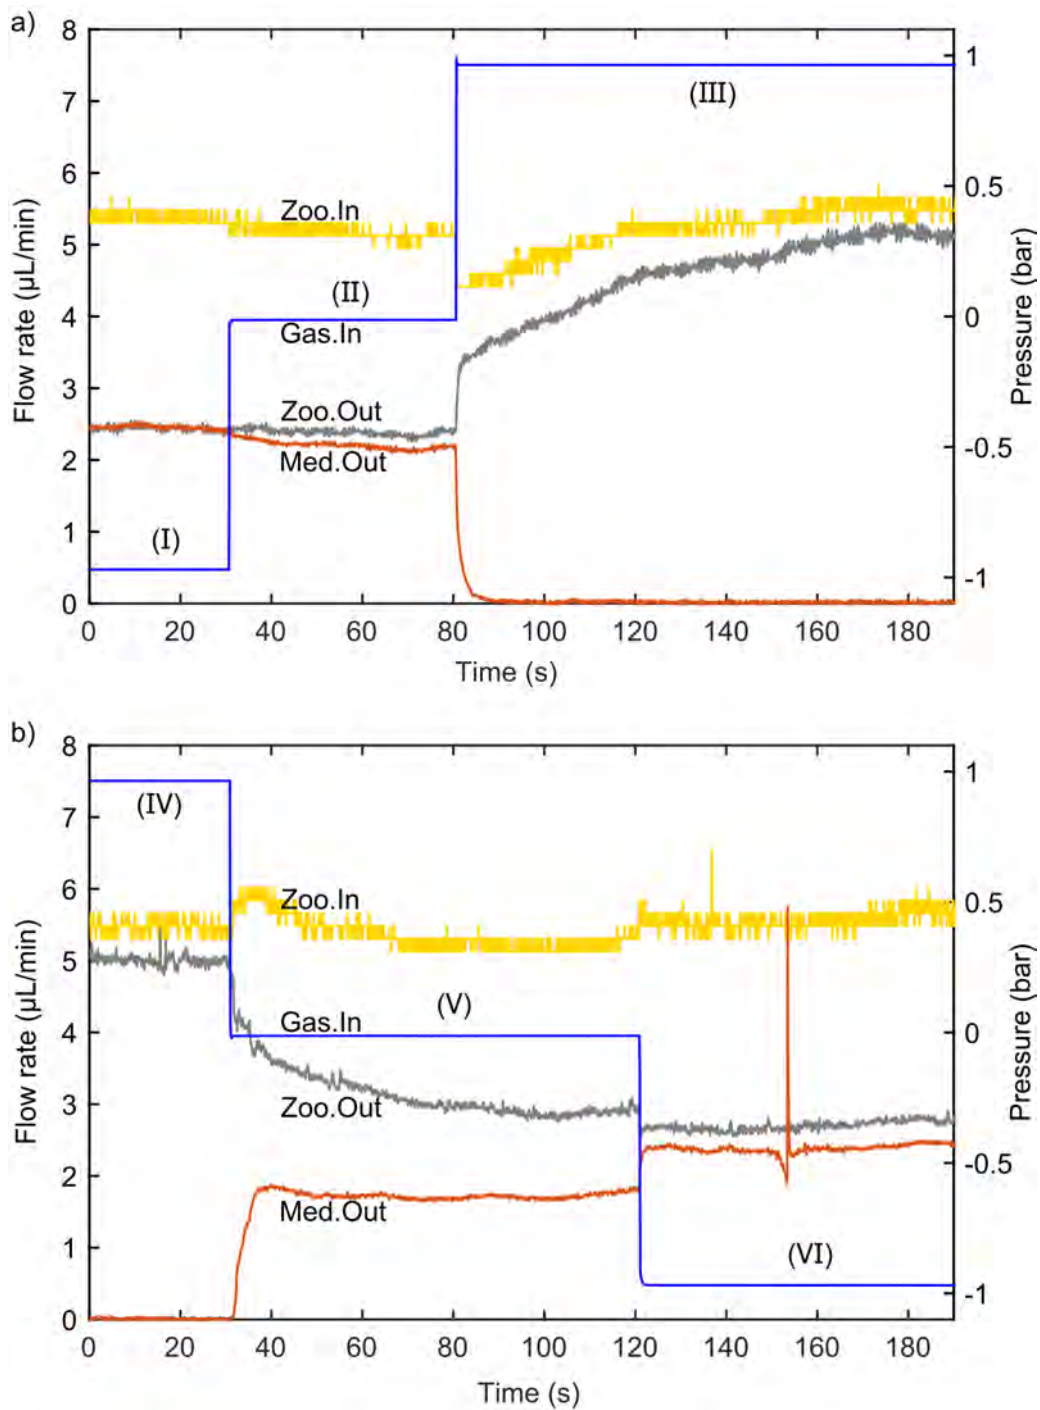 a)
8
7
6
5
4
3
2
1
0
Flow rate (µL/min)
1
0.5
0
-0.5
-1
Pressure (bar)
(III)
Zoo.In
(II)
Gas.In
Zoo.Out
Med.Out
(I)
0 20 40 60 80 100 120 140 160 180
Time (s)
b)
8
7
6
5
4
3
2
1
0
Flow rate (µL/min)
1
0.5
0
-0.5
-1
Pressure (bar)
(IV)
Zoo.In
(V)
Gas.In
Zoo.Out
Med.Out
(VI)
0 20 40 60 80 100 120 140 160 180
Time (s)